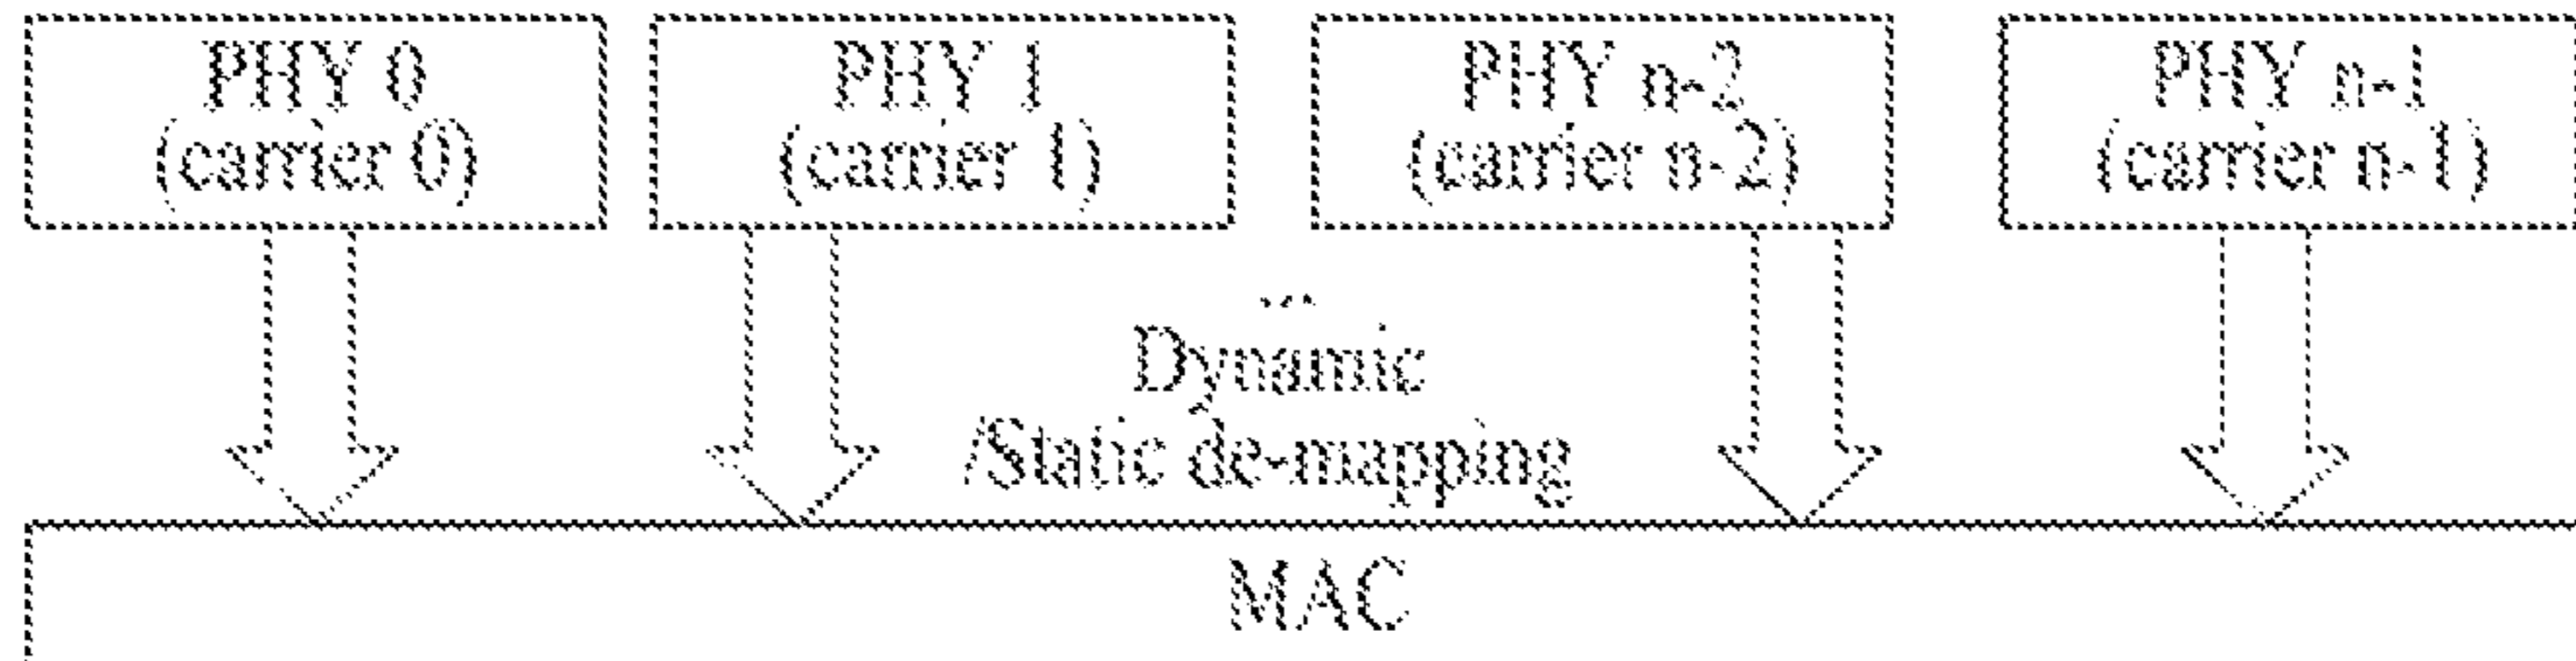 PHY 0
(carrier 0)
PHY 1
(carrier 1)
PHY n-2
(carrier n-2)
PHY n-1
(carrier n-1)
...
Dynamic
/Static de-mapping
MAC